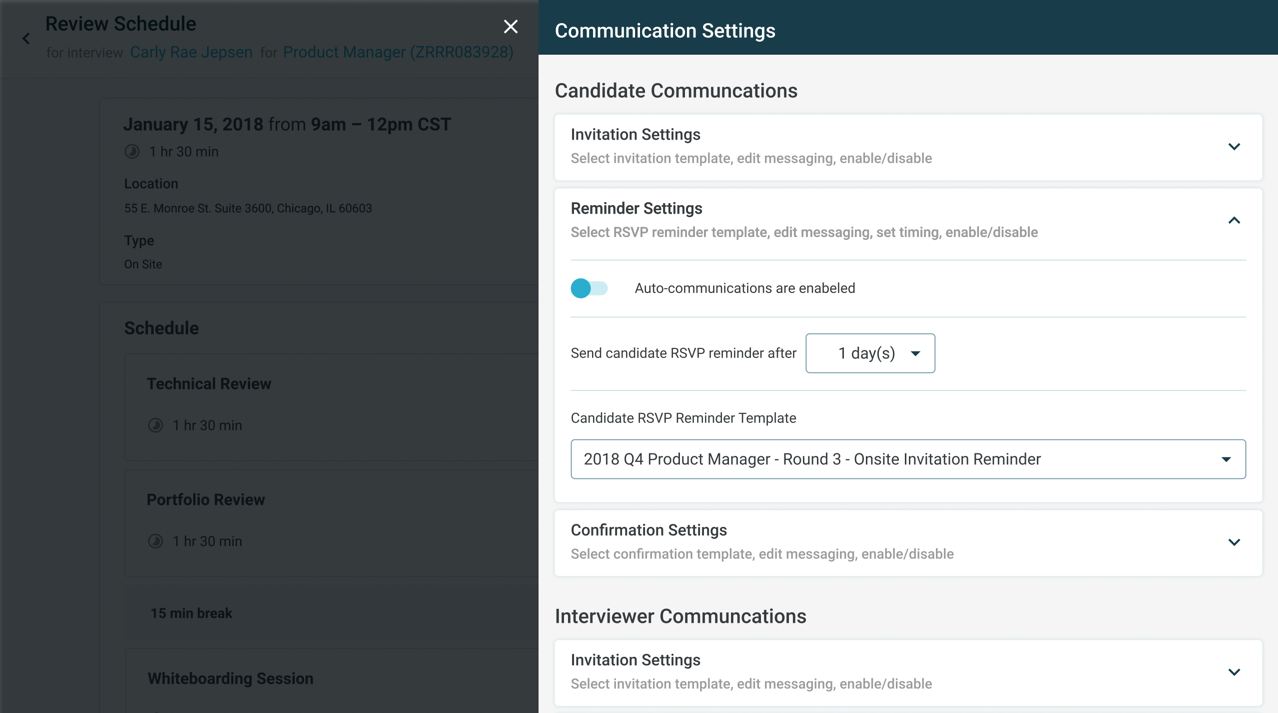 Review Schedule
for interview Carly Rae Jepsen for Product Manager (ZRRR083928)
January 15, 2018 from 9am – 12pm CST
1 hr 30 min
Location
55 E. Monroe St. Suite 3600, Chicago, IL 60603
Type
On Site
Schedule
Technical Review
1 hr 30 min
Portfolio Review
1 hr 30 min
15 min break
Whiteboarding Session
Communication Settings
Candidate Communcations
Invitation Settings
Select invitation template, edit messaging, enable/disable
Reminder Settings
Select RSVP reminder template, edit messaging, set timing, enable/disable
Auto-communications are enabeled
Send candidate RSVP reminder after 1 day(s)
Candidate RSVP Reminder Template
2018 Q4 Product Manager - Round 3 - Onsite Invitation Reminder
Confirmation Settings
Select confirmation template, edit messaging, enable/disable
Interviewer Communcations
Invitation Settings
Select invitation template, edit messaging, enable/disable